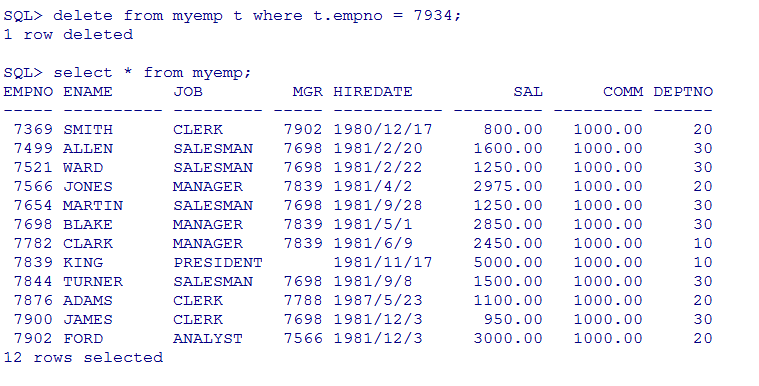 SQL> delete from myemp t where t.empno = 7934;
1 row deleted
SQL> select * from myemp;
EMPNO ENAME      JOB         MGR HIREDATE          SAL      COMM DEPTNO
----- ---------- --------- ----- ----------- --------- --------- ------
 7369 SMITH      CLERK      7902 1980/12/17     800.00   1000.00     20
 7499 ALLEN      SALESMAN   7698 1981/2/20     1600.00   1000.00     30
 7521 WARD       SALESMAN   7698 1981/2/22     1250.00   1000.00     30
 7566 JONES      MANAGER    7839 1981/4/2      2975.00   1000.00     20
 7654 MARTIN     SALESMAN   7698 1981/9/28     1250.00   1000.00     30
 7698 BLAKE      MANAGER    7839 1981/5/1      2850.00   1000.00     30
 7782 CLARK      MANAGER    7839 1981/6/9      2450.00   1000.00     10
 7839 KING       PRESIDENT       1981/11/17    5000.00   1000.00     10
 7844 TURNER     SALESMAN   7698 1981/9/8      1500.00   1000.00     30
 7876 ADAMS      CLERK      7788 1987/5/23     1100.00   1000.00     20
 7900 JAMES      CLERK      7698 1981/12/3      950.00   1000.00     30
 7902 FORD       ANALYST    7566 1981/12/3     3000.00   1000.00     20
12 rows selected